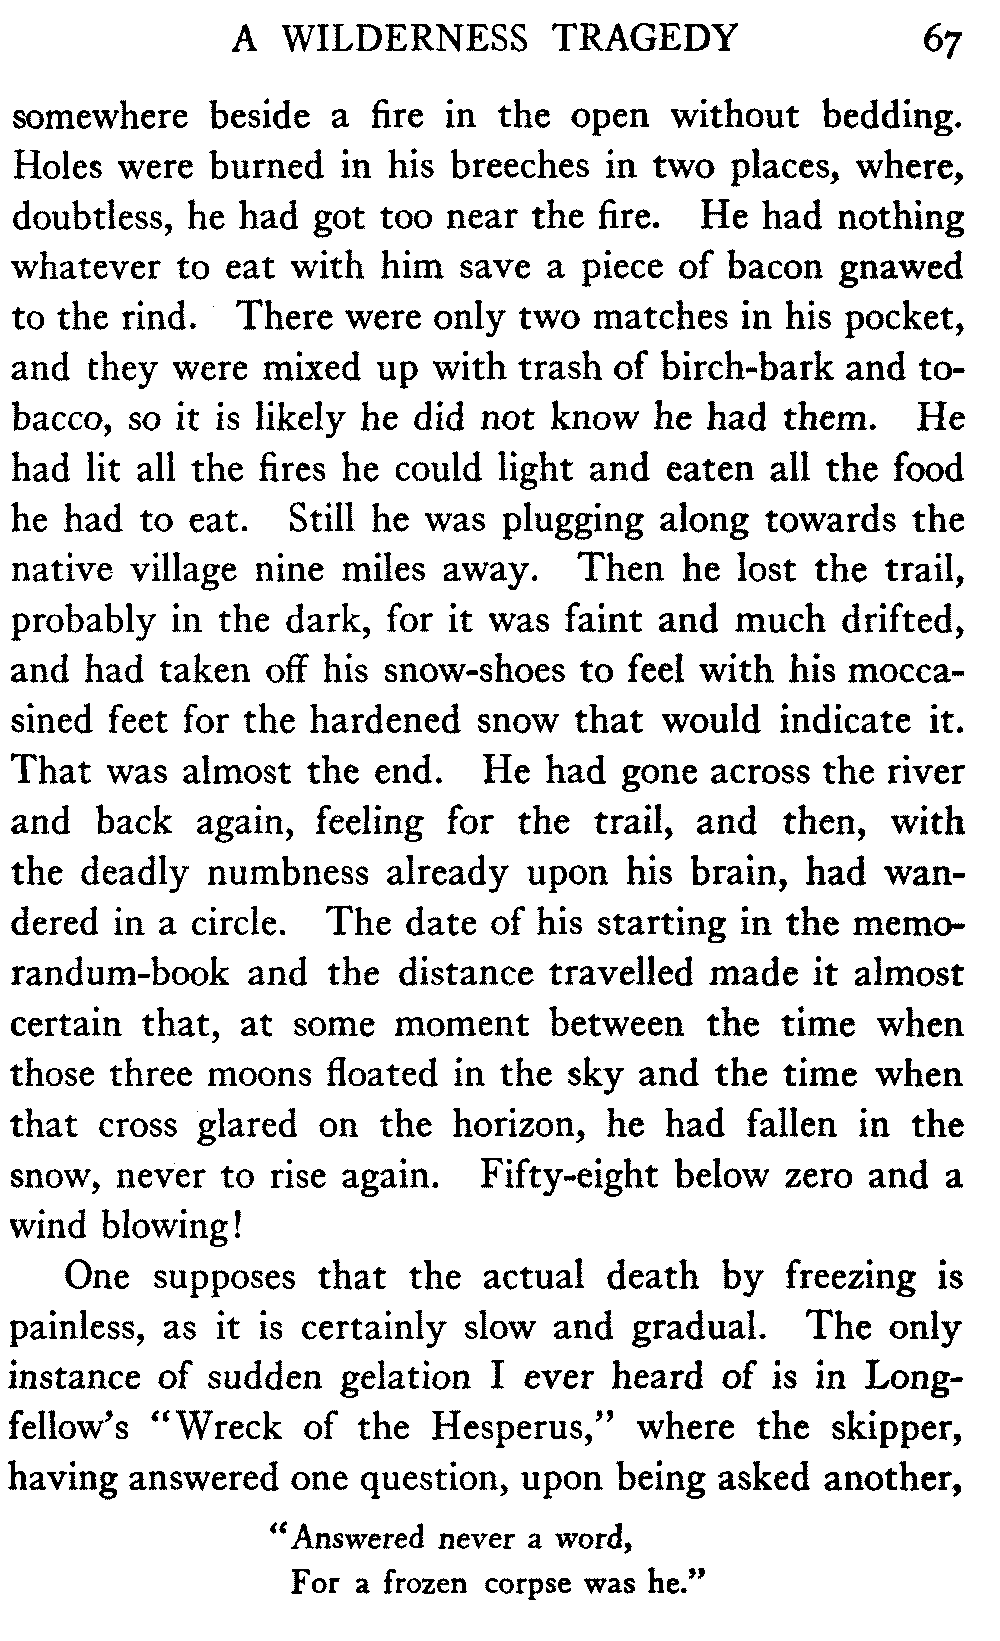 A WILDERNESS TRAGEDY 67
somewhere beside a fire in the open without bedding.
Holes were burned in his breeches in two places, where,
doubtless, he had got too near the fire. He had nothing
whatever to eat with him save a piece of bacon gnawed
to the rind. There were only two matches in his pocket,
and they were mixed up with trash of birch-bark and to-
bacco, so it is likely he did not know he had them. He
had lit all the fires he could light and eaten all the food
he had to eat. Still he was plugging along towards the
native village nine miles away. Then he lost the trail,
probably in the dark, for it was faint and much drifted,
and had taken off his snow-shoes to feel with his mocca-
sined feet for the hardened snow that would indicate it.
That was almost the end. He had gone across the river
and back again, feeling for the trail, and then, with
the deadly numbness already upon his brain, had wan-
dered in a circle. The date of his starting in the memo-
randum-book and the distance travelled made it almost
certain that, at some moment between the time when
those three moons floated in the sky and the time when
that cross glared on the horizon, he had fallen in the
snow, never to rise again. Fifty-eight below zero and a
wind blowing!
One supposes that the actual death by freezing is
painless, as it is certainly slow and gradual. The only
instance of sudden gelation I ever heard of is in Long-
fellow's "Wreck of the Hesperus," where the skipper,
having answered one question, upon being asked another,
"Answered never a word,
For a frozen corpse was he."